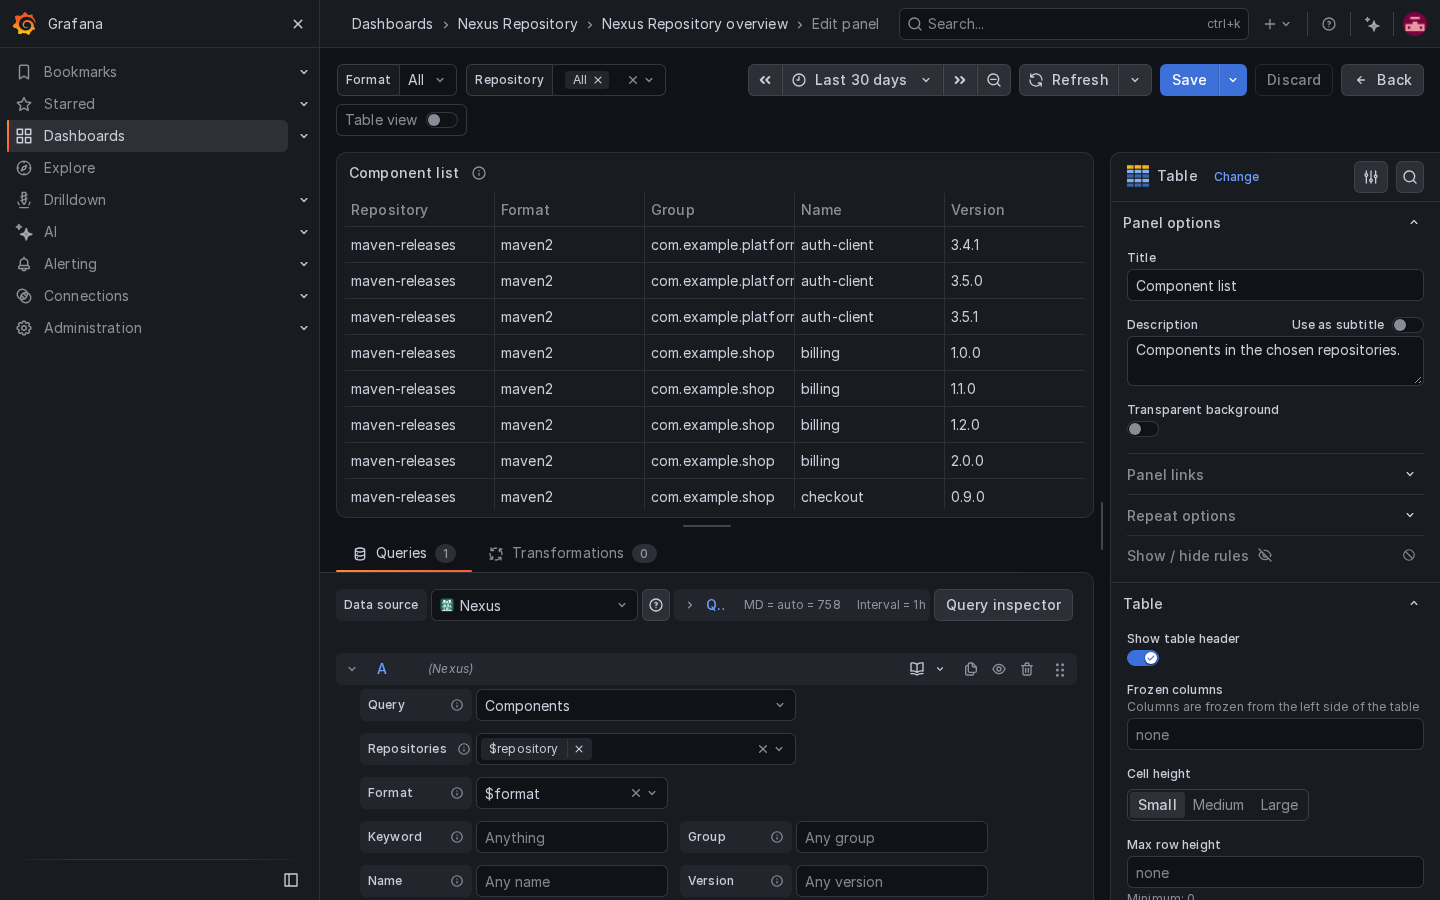 Grafana
Bookmarks
Starred
Dashboards
Explore
Drilldown
AI
Alerting
Connections
Administration
Dashboards › Nexus Repository › Nexus Repository overview › Edit panel
Search... ctrl+k
Format All Repository All
Last 30 days Refresh Save Discard Back
Table view
Component list
Repository Format Group Name Version
maven-releases maven2 com.example.platform auth-client 3.4.1
maven-releases maven2 com.example.platform auth-client 3.5.0
maven-releases maven2 com.example.platform auth-client 3.5.1
maven-releases maven2 com.example.shop billing 1.0.0
maven-releases maven2 com.example.shop billing 1.1.0
maven-releases maven2 com.example.shop billing 1.2.0
maven-releases maven2 com.example.shop billing 2.0.0
maven-releases maven2 com.example.shop checkout 0.9.0
Queries 1 Transformations 0
Data source Nexus Q.. MD = auto = 758 Interval = 1h Query inspector
A (Nexus)
Query Components
Repositories $repository
Format $format
Keyword Anything Group Any group
Name Any name Version Any version
Table Change
Panel options
Title
Component list
Description Use as subtitle
Components in the chosen repositories.
Transparent background
Panel links
Repeat options
Show / hide rules
Table
Show table header
Frozen columns
Columns are frozen from the left side of the table
none
Cell height
Small Medium Large
Max row height
none
Minimum: 0